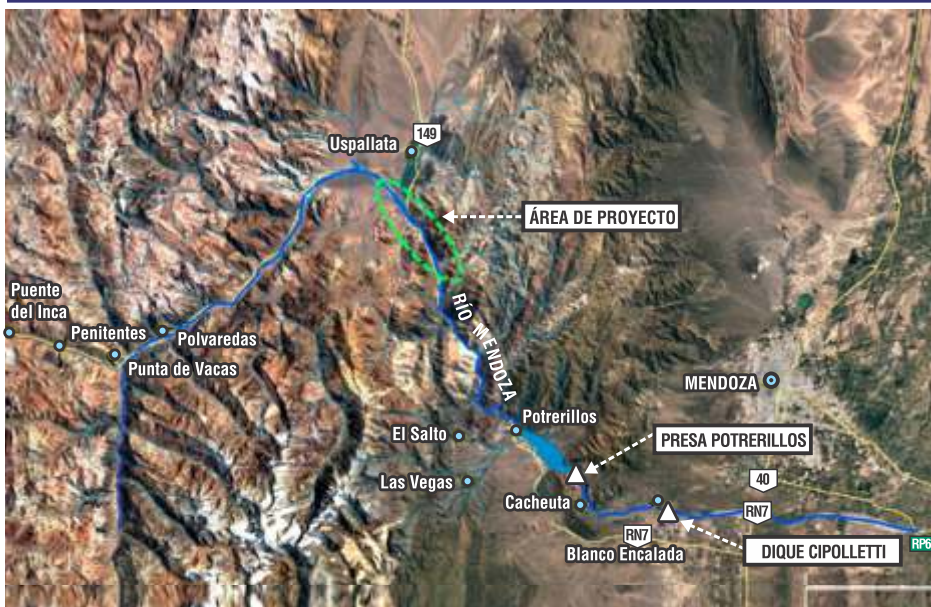 149
Uspallata
ÁREA DE PROYECTO
Puente
del Inca
Penitentes
Polvaredas
Punta de Vacas
RÍO MENDOZA
MENDOZA
Potrerillos
El Salto
PRESA POTRERILLOS
Las Vegas
40
Cacheuta
RN7
RN7
Blanco Encalada
DIQUE CIPOLLETTI
RP6